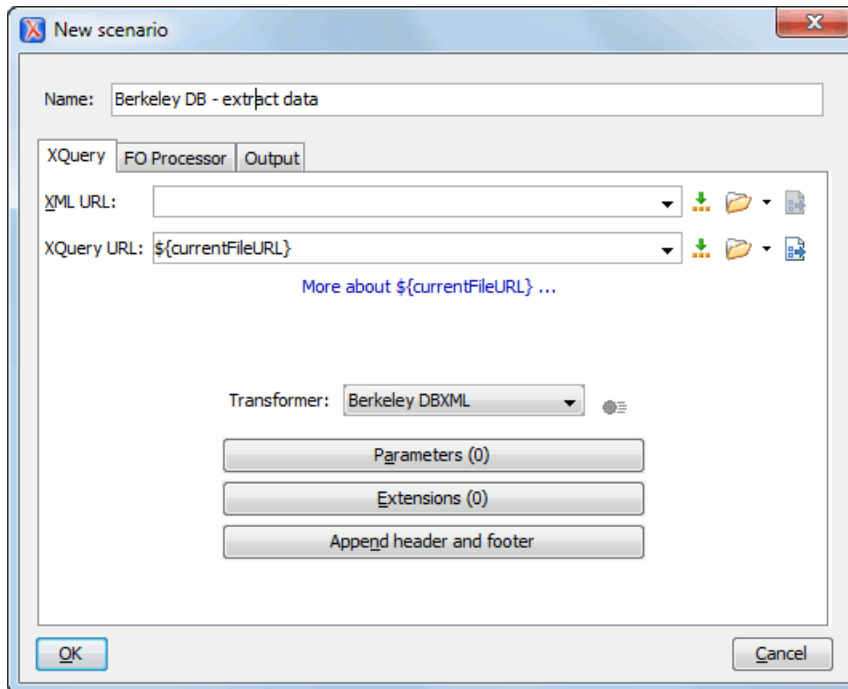 New scenario
Name: Berkeley DB - extract data
XQuery FO Processor Output
XML URL:
XQuery URL: ${currentFileURL}
More about ${currentFileURL} ...
Transformer: Berkeley DBXML
Parameters (0)
Extensions (0)
Append header and footer
OK Cancel